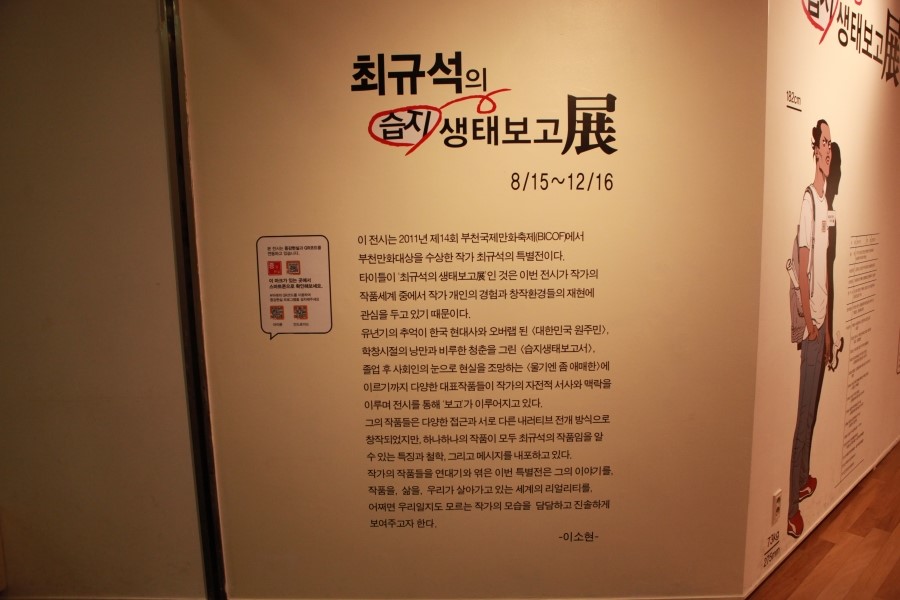 최규석의
습지 생태보고展
8/15~12/16
이 전시는 2011년 제14회 부천국제만화축제(BICOF)에서
부천만화대상을 수상한 작가 최규석의 특별전이다.
타이틀이 '최규석의 생태보고展'인 것은 이번 전시가 작가의
작품세계 중에서 작가 개인의 경험과 창작환경들의 재현에
관심을 두고 있기 때문이다.
유년기의 추억이 한국 현대사와 오버랩 된 〈대한민국 원주민〉,
학창시절의 낭만과 비루한 청춘을 그린 〈습지생태보고서〉,
졸업 후 사회인의 눈으로 현실을 조망하는 〈울기엔 좀 애매한〉에
이르기까지 다양한 대표작품들이 작가의 자전적 서사와 맥락을
이루며 전시를 통해 '보고'가 이루어지고 있다.
그의 작품들은 다양한 접근과 서로 다른 내러티브 전개 방식으로
창작되었지만, 하나하나의 작품이 모두 최규석의 작품임을 알
수 있는 특징과 철학, 그리고 메시지를 내포하고 있다.
작가의 작품들을 연대기와 엮은 이번 특별전은 그의 이야기를,
작품을, 삶을, 우리가 살아가고 있는 세계의 리얼리티를,
어쩌면 우리일지도 모르는 작가의 모습을 담담하고 진솔하게
보여주고자 한다.
-이소현-
습지 생태보고展
182cm
73kg